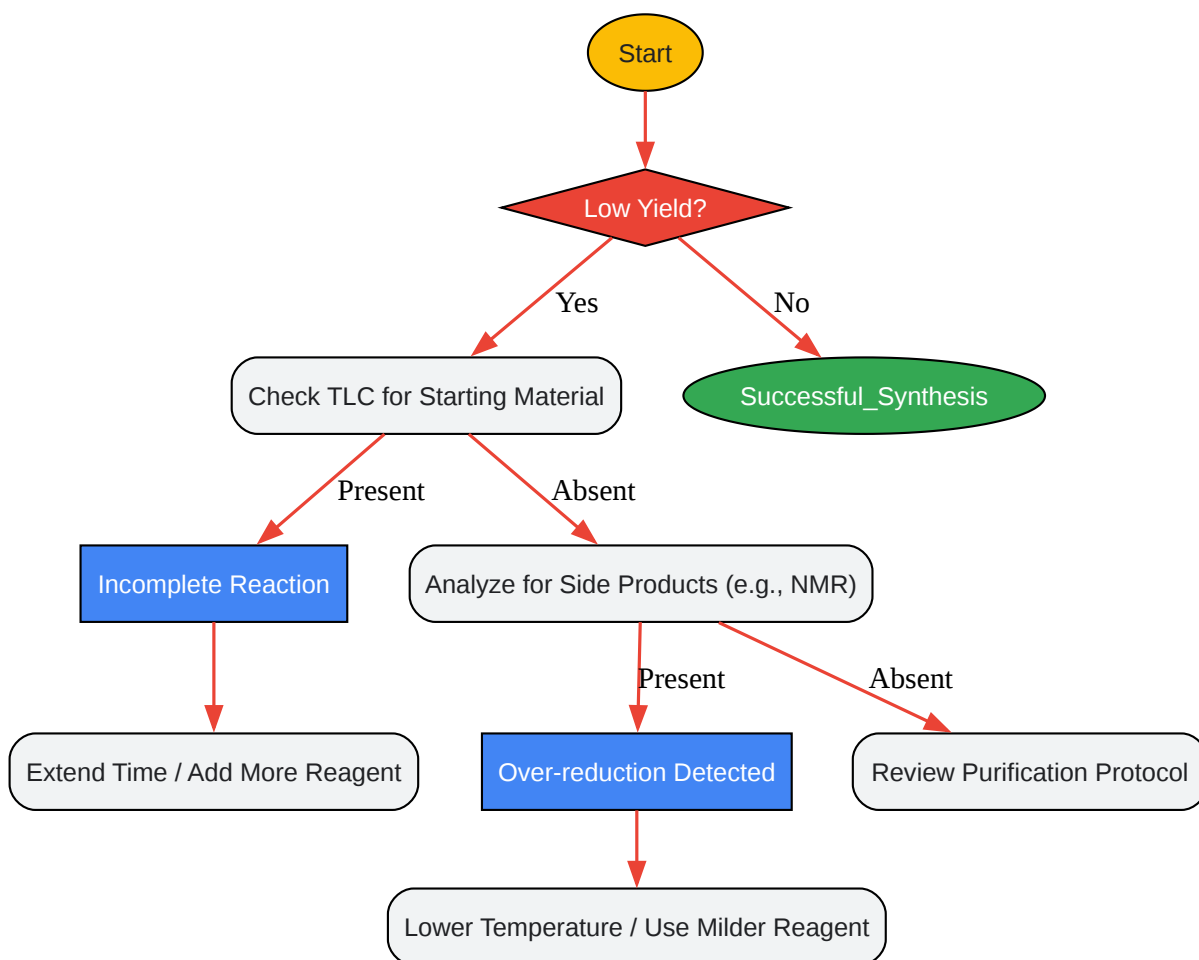 Start
Low Yield?
Yes
No
Check TLC for Starting Material
Successful_Synthesis
Present
Absent
Incomplete Reaction
Analyze for Side Products (e.g., NMR)
Present
Absent
Extend Time / Add More Reagent
Over-reduction Detected
Review Purification Protocol
Lower Temperature / Use Milder Reagent